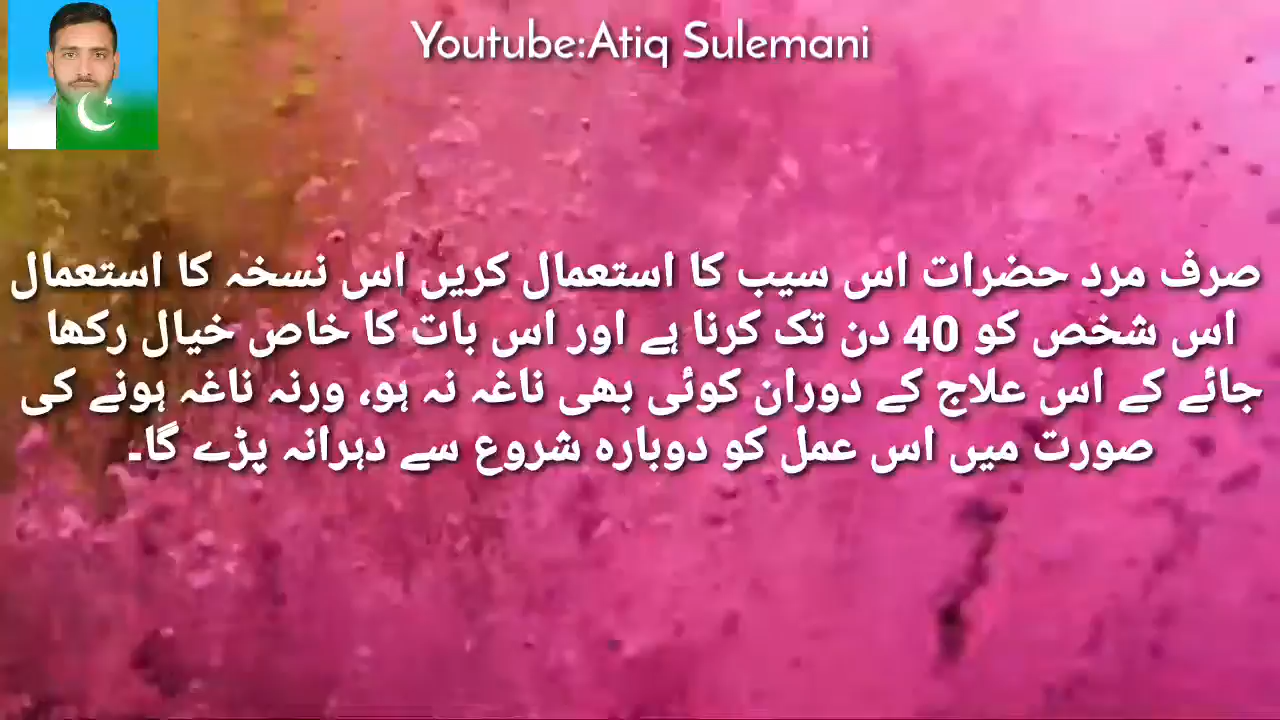 Youtube:Atiq Sulemani
صرف مرد حضرات اس سیب کا استعمال کریں اس نسخہ کا استعمال
اس شخص کو 40 دن تک کرنا ہے اور اس بات کا خاص خیال رکھا
جائے کے اس علاج کے دوران کوئی بھی ناغہ نہ ہو، ورنہ ناغہ ہونے کی
صورت میں اس عمل کو دوبارہ شروع سے دہرانہ پڑے گا۔